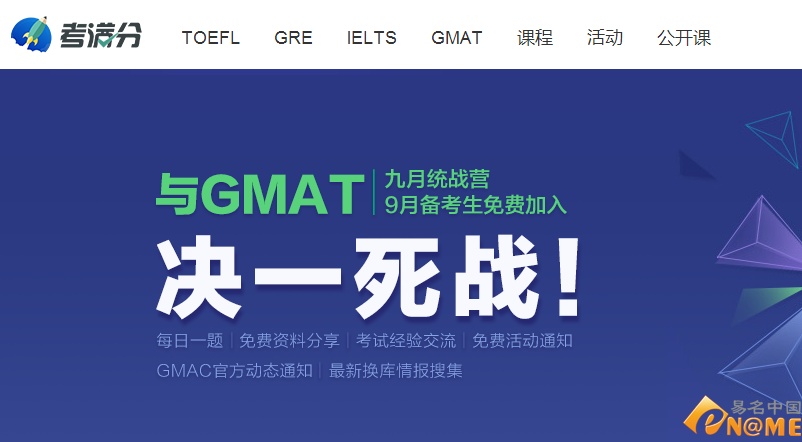 考满分 TOEFL GRE IELTS GMAT 课程 活动 公开课
与GMAT
九月统战营
9月备考生免费加入
决一死战!
每日一题 | 免费资料分享 | 考试经验交流 | 免费活动通知
GMAC官方动态通知 | 最新换库情报搜集
易名中国
eN@ME